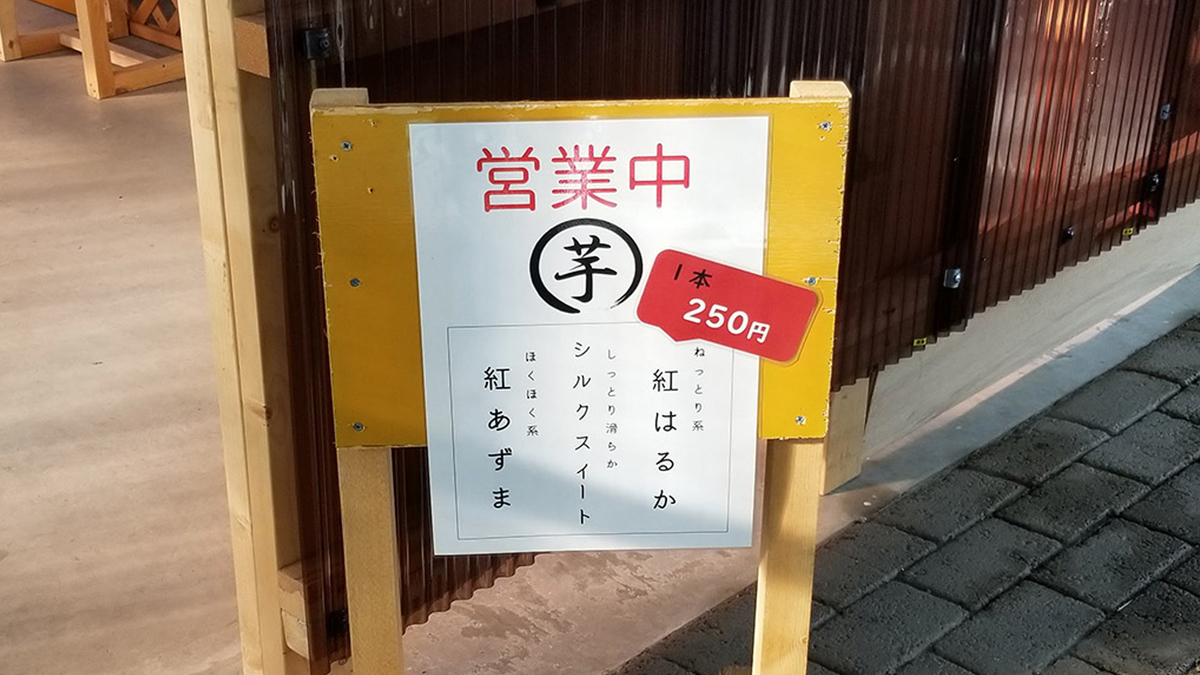 営業中
芋
1本
250円
ねっとり系
紅はるか
しっとり滑らか
シルクスイート
ほくほく系
紅あずま